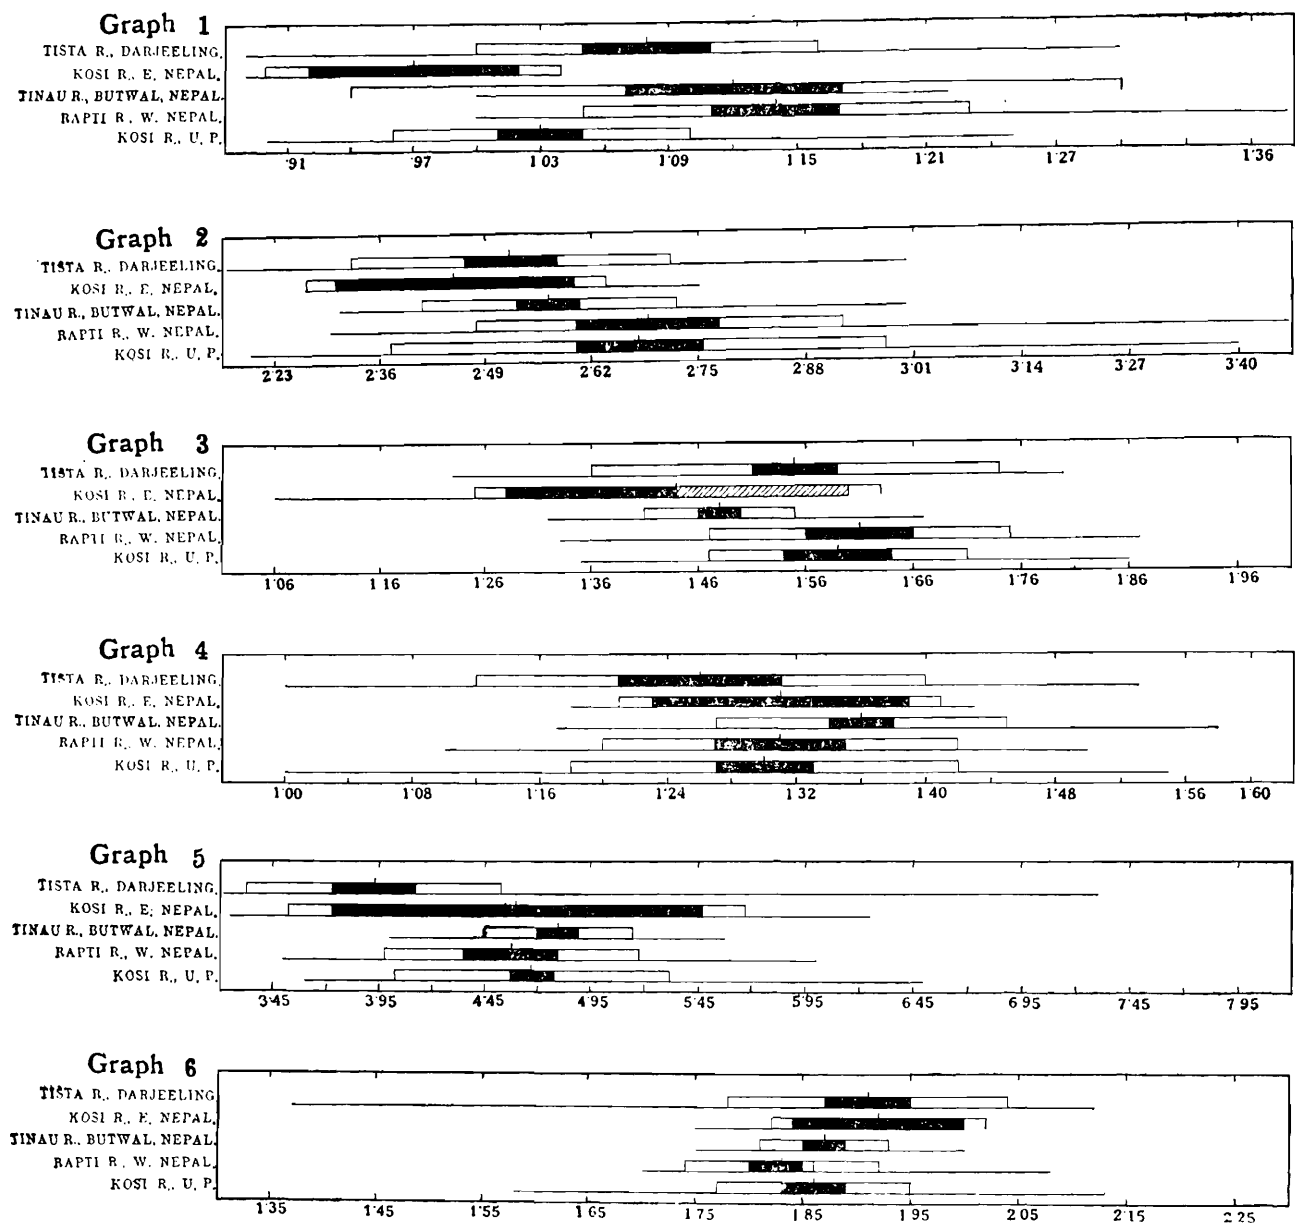 Graph 1
TISTA R., DARJEELING.
KOSI R., E. NEPAL.
TINAU R., BUTWAL, NEPAL.
RAPTI R., W. NEPAL.
KOSI R., U. P.
·91 ·97 1·03 1·09 1·15 1·21 1·27 1·36
Graph 2
TISTA R., DARJEELING.
KOSI R., E. NEPAL.
TINAU R., BUTWAL, NEPAL.
RAPTI R., W. NEPAL.
KOSI R., U. P.
2·23 2·36 2·49 2·62 2·75 2·88 3·01 3·14 3·27 3·40
Graph 3
TISTA R., DARJEELING.
KOSI R., E. NEPAL.
TINAU R., BUTWAL, NEPAL.
RAPTI R., W. NEPAL.
KOSI R., U. P.
1·06 1·16 1·26 1·36 1·46 1·56 1·66 1·76 1·86 1·96
Graph 4
TISTA R., DARJEELING.
KOSI R., E. NEPAL.
TINAU R., BUTWAL, NEPAL.
RAPTI R., W. NEPAL.
KOSI R., U. P.
1·00 1·08 1·16 1·24 1·32 1·40 1·48 1·56 1·60
Graph 5
TISTA R., DARJEELING.
KOSI R., E. NEPAL.
TINAU R., BUTWAL, NEPAL.
RAPTI R., W. NEPAL.
KOSI R., U. P.
3·45 3·95 4·45 4·95 5·45 5·95 6·45 6·95 7·45 7·95
Graph 6
TISTA R., DARJEELING
KOSI R., E. NEPAL.
TINAU R., BUTWAL, NEPAL.
RAPTI R., W. NEPAL.
KOSI R., U. P.
1·35 1·45 1·55 1·65 1·75 1·85 1·95 2·05 2·15 2·25